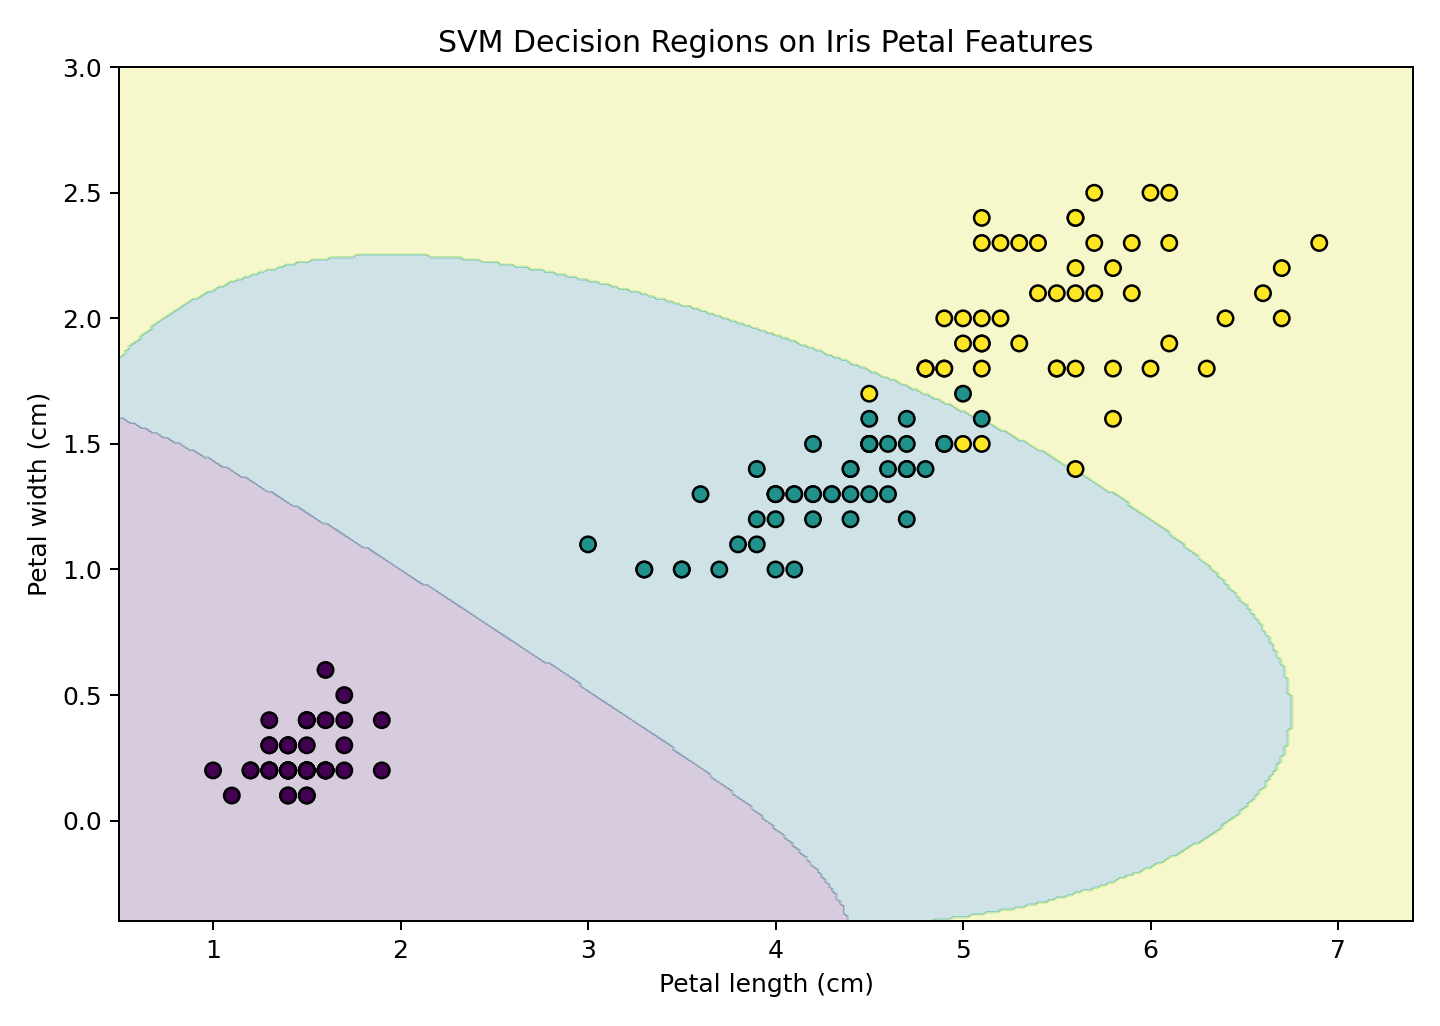 SVM Decision Regions on Iris Petal Features
3.0
2.5
2.0
1.5
1.0
0.5
0.0
Petal width (cm)
1 2 3 4 5 6 7
Petal length (cm)